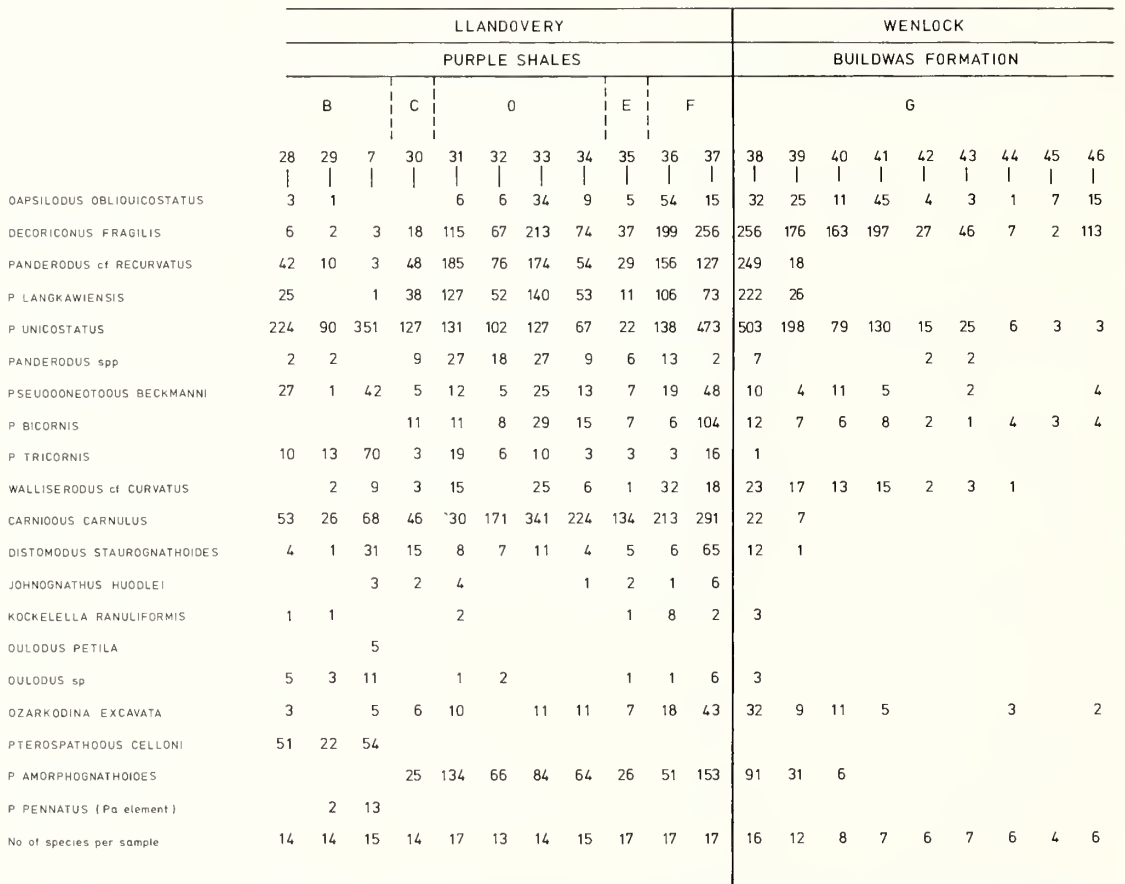 LLANDOVERY WENLOCK
PURPLE SHALES BUILDWAS FORMATION
B C 0 E F G
28 29 7 30 31 32 33 34 35 36 37 38 39 40 41 42 43 44 45 46
OAPSILODUS OBLIQUICOSTATUS 3 1 6 6 34 9 5 54 15 32 25 11 45 4 3 1 7 15
DECORICONUS FRAGILIS 6 2 3 18 115 67 213 74 37 199 256 256 176 163 197 27 46 7 2 113
PANDERODUS cf RECURVATUS 42 10 3 48 185 76 174 54 29 156 127 249 18
P LANGKAWIENSIS 25 1 38 127 52 140 53 11 106 73 222 26
P UNICOSTATUS 224 90 351 127 131 102 127 67 22 138 473 503 198 79 130 15 25 6 3 3
PANDERODUS spp 2 2 9 27 18 27 9 6 13 2 7 2 2
PSEUOOONEOTOOUS BECKMANNI 27 1 42 5 12 5 25 13 7 19 48 10 4 11 5 2 4
P BICORNIS 11 11 8 29 15 7 6 104 12 7 6 8 2 1 4 3 4
P TRICORNIS 10 13 70 3 19 6 10 3 3 3 16 1
WALLISERODUS cf CURVATUS 2 9 3 15 25 6 1 32 18 23 17 13 15 2 3 1
CARNIOOUS CARNULUS 53 26 68 46 30 171 341 224 134 213 291 22 7
DISTOMODUS STAUROGNATHOIDES 4 1 31 15 8 7 11 4 5 6 65 12 1
JOHNOGNATHUS HUODLEI 3 2 4 1 2 1 6
KOCKELELLA RANULIFORMIS 1 1 2 1 8 2 3
OULODUS PETILA 5
OULODUS sp 5 3 11 1 2 1 1 6 3
OZARKODINA EXCAVATA 3 5 6 10 11 11 7 18 43 32 9 11 5 3 2
PTEROSPATHOOUS CELLONI 51 22 54
P AMORPHOGNATHOIOES 25 134 66 84 64 26 51 153 91 31 6
P PENNATUS (Pa element) 2 13
No of species per sample 14 14 15 14 17 13 14 15 17 17 17 16 12 8 7 6 7 6 4 6